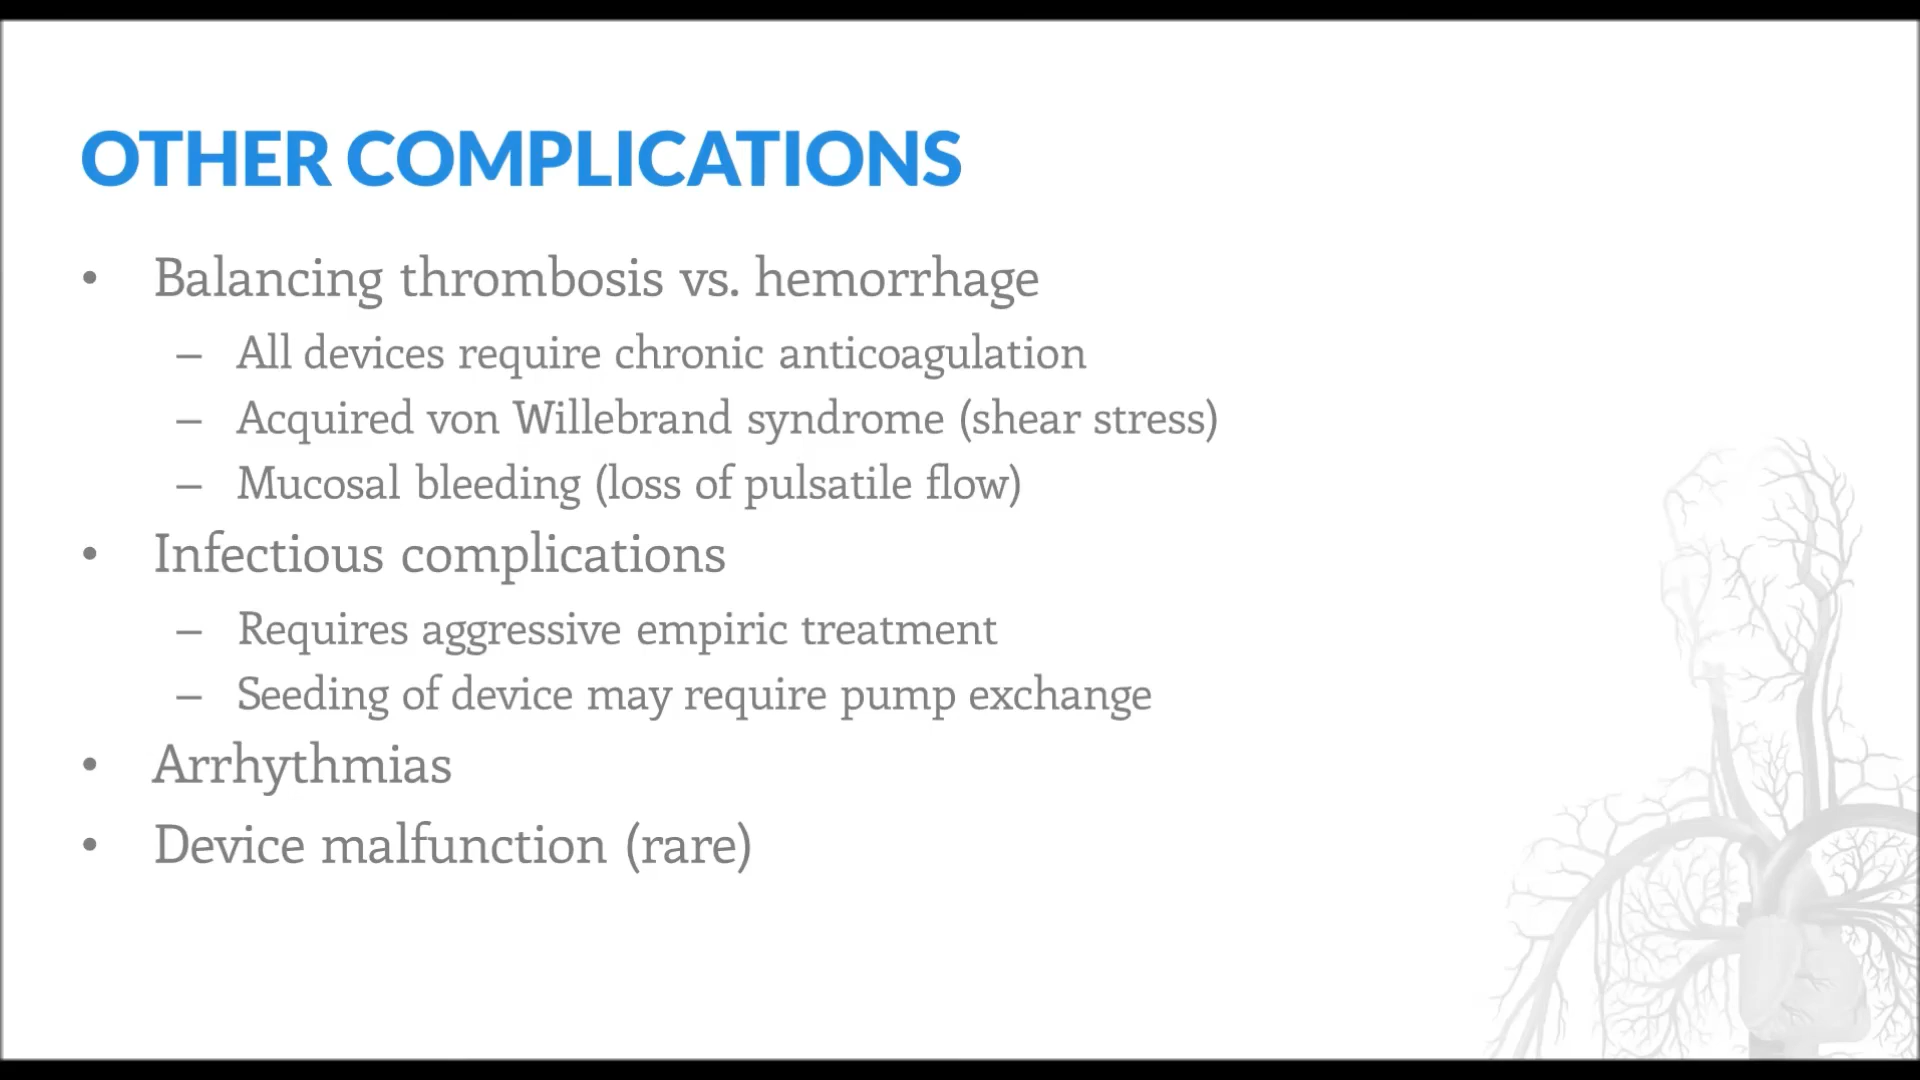 OTHER COMPLICATIONS
• Balancing thrombosis vs. hemorrhage
– All devices require chronic anticoagulation
– Acquired von Willebrand syndrome (shear stress)
– Mucosal bleeding (loss of pulsatile flow)
• Infectious complications
– Requires aggressive empiric treatment
– Seeding of device may require pump exchange
• Arrhythmias
• Device malfunction (rare)